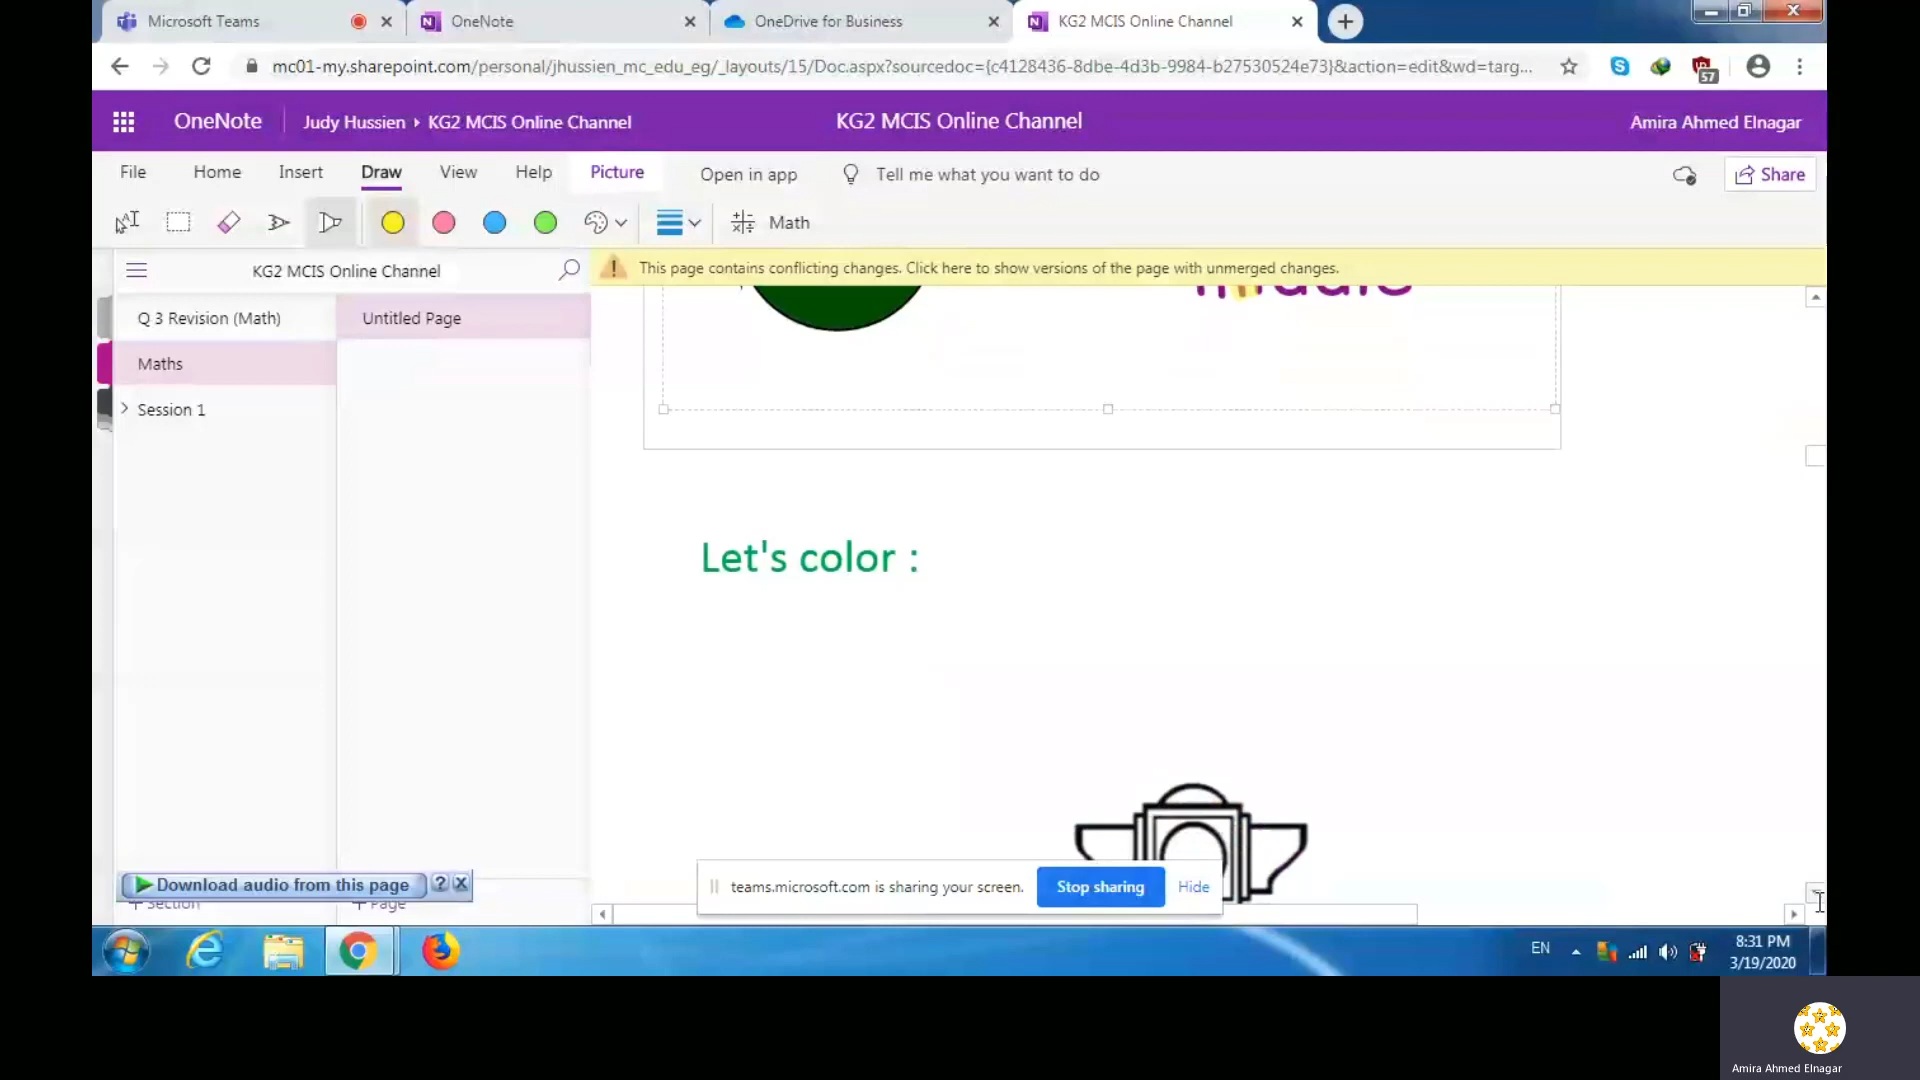 Microsoft Teams
OneNote
OneDrive for Business
KG2 MCIS Online Channel
mc01-my.sharepoint.com/personal/jhussien_mc_edu_eg/_layouts/15/Doc.aspx?sourcedoc={c4128436-8dbe-4d3b-9984-b27530524e73}&action=edit&wd=targ...
57
OneNote
Judy Hussien ▸ KG2 MCIS Online Channel
KG2 MCIS Online Channel
Amira Ahmed Elnagar
File Home Insert Draw View Help Picture Open in app Tell me what you want to do
Share
Math
KG2 MCIS Online Channel
This page contains conflicting changes. Click here to show versions of the page with unmerged changes.
Q 3 Revision (Math)
Untitled Page
Maths
Session 1
middle
Let's color :
Download audio from this page
teams.microsoft.com is sharing your screen.
Stop sharing
Hide
+ Section
+ Page
EN
8:31 PM
3/19/2020
Amira Ahmed Elnagar